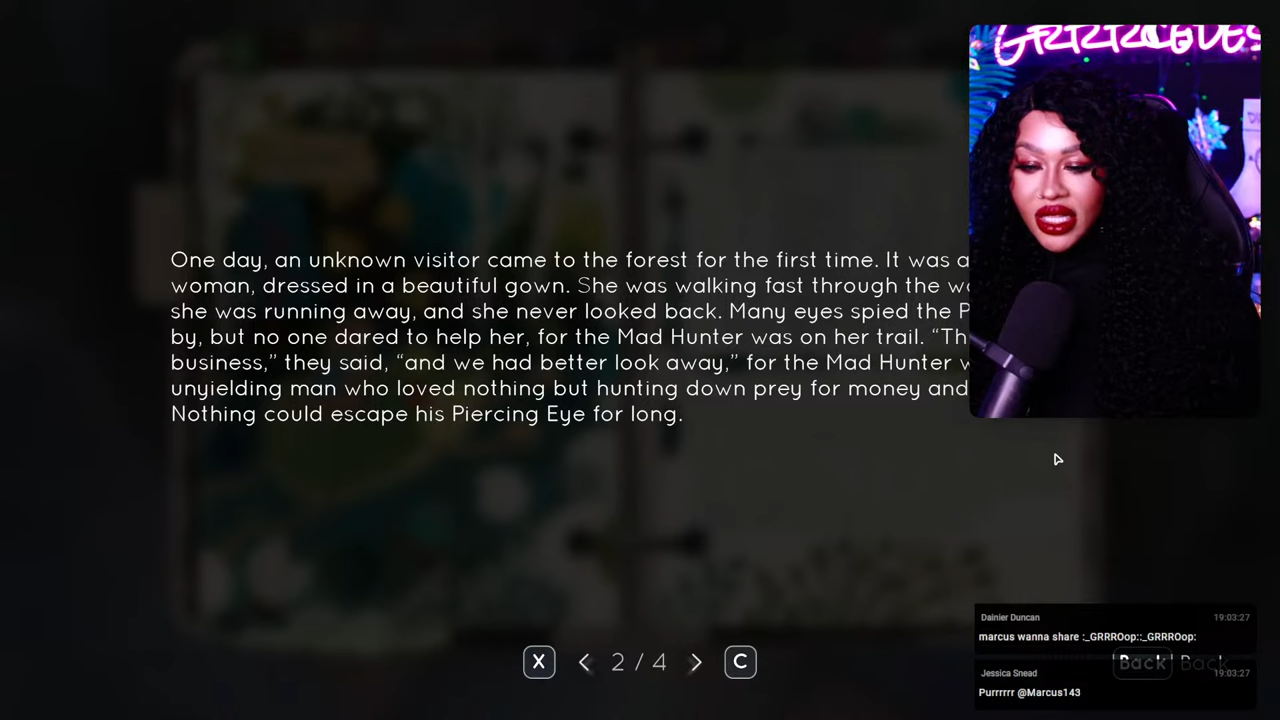 GRRRCGVES
One day, an unknown visitor came to the forest for the first time. It was a
woman, dressed in a beautiful gown. She was walking fast through the
she was running away, and she never looked back. Many eyes spied the
by, but no one dared to help her, for the Mad Hunter was on her trail. “Th
business,” they said, “and we had better look away,” for the Mad Hunter
unyielding man who loved nothing but hunting down prey for money and
Nothing could escape his Piercing Eye for long.
X < 2 / 4 > C
Dainier Duncan 19:03:27
marcus wanna share :_GRRROop::_GRRROop:
Back Back
Jessica Snead 19:03:27
Purrrrrr @Marcus143